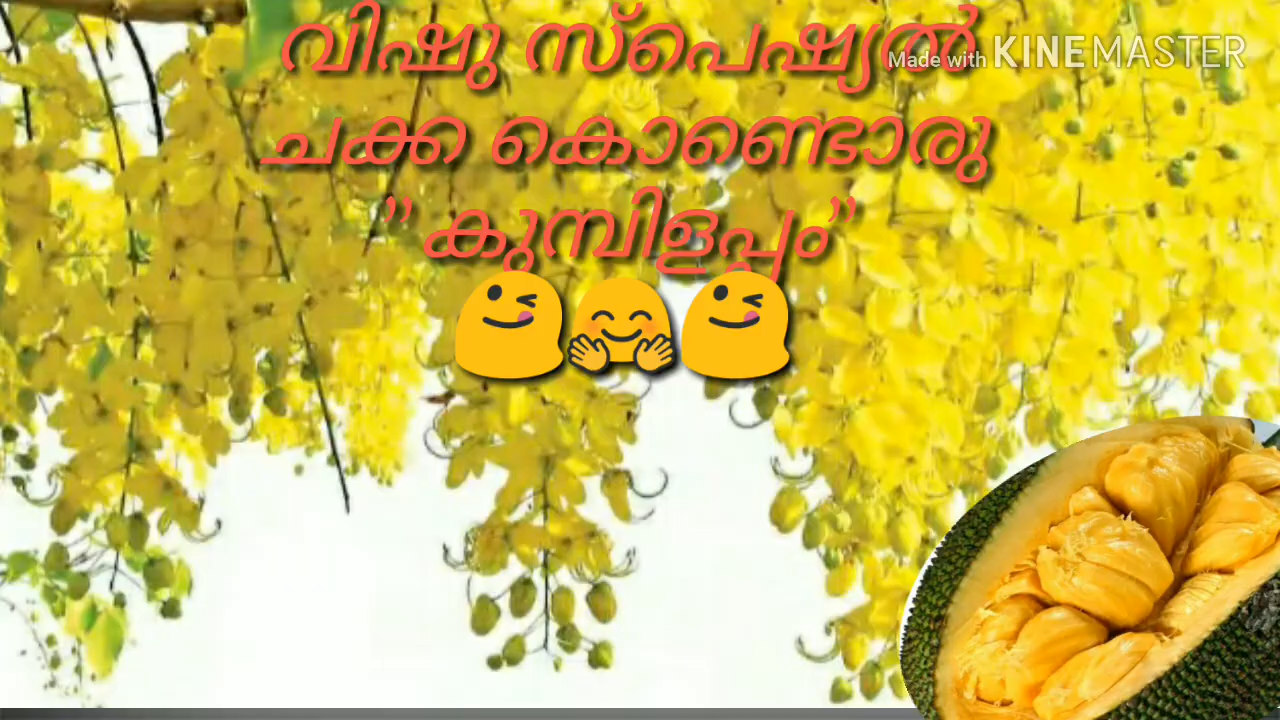 വിഷു സ്പെഷ്യൽ
Made with KINEMASTER
ചക്ക കൊണ്ടൊരു
" കുമ്പിളപ്പം "